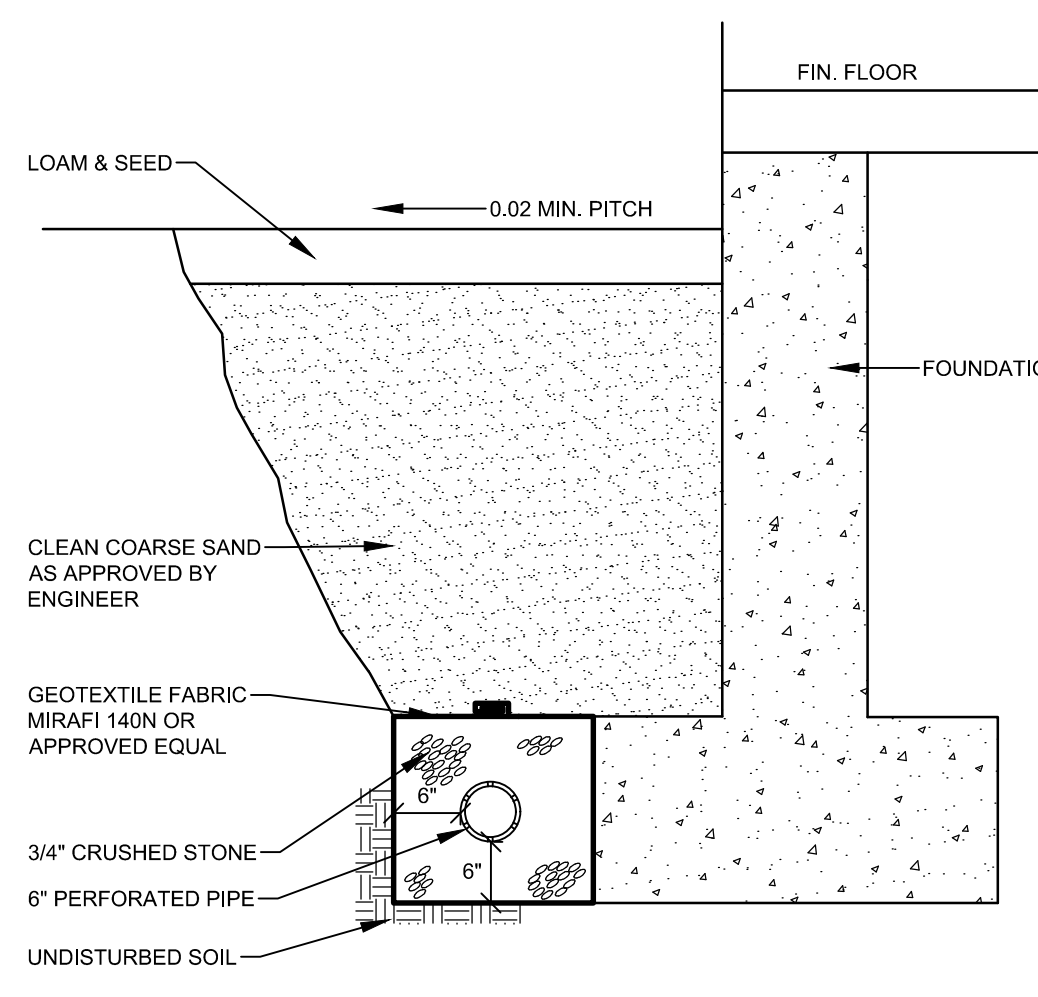 FIN. FLOOR
LOAM & SEED
0.02 MIN. PITCH
FOUNDATIO
CLEAN COARSE SAND
AS APPROVED BY
ENGINEER
GEOTEXTILE FABRIC
MIRAFI 140N OR
APPROVED EQUAL
6"
3/4" CRUSHED STONE
6"
6" PERFORATED PIPE
UNDISTURBED SOIL